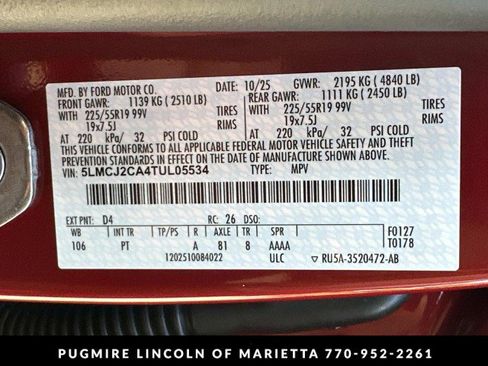 MFD. BY FORD MOTOR CO. DATE: 10/25 GVWR: 2195 KG ( 4840 LB)
FRONT GAWR: 1139 KG ( 2510 LB) REAR GAWR: 1111 KG ( 2450 LB)
225/55R19 99V TIRES 225/55R19 99V TIRES
19x7.5J RIMS 19x7.5J RIMS
AT 220 kPa/ 32 PSI COLD AT 220 kPa/ 32 PSI COLD
THIS VEHICLE CONFORMS TO ALL APPLICABLE FEDERAL MOTOR VEHICLE SAFETY, BUMPER, AND THEFT
PREVENTION STANDARDS IN EFFECT ON THE DATE OF MANUFACTURE SHOWN ABOVE.
VIN: 5LMCJ2CA4TUL05534 TYPE: MPV
EXT PNT: D4 RC: 26 DSO: F0127
WB INT TR TP/PS R AXLE TR SPR T0178
106 PT A 81 8 AAAA
1202510084022 ULC RU5A-3520472-AB
PUGMIRE LINCOLN OF MARIETTA 770-952-2261